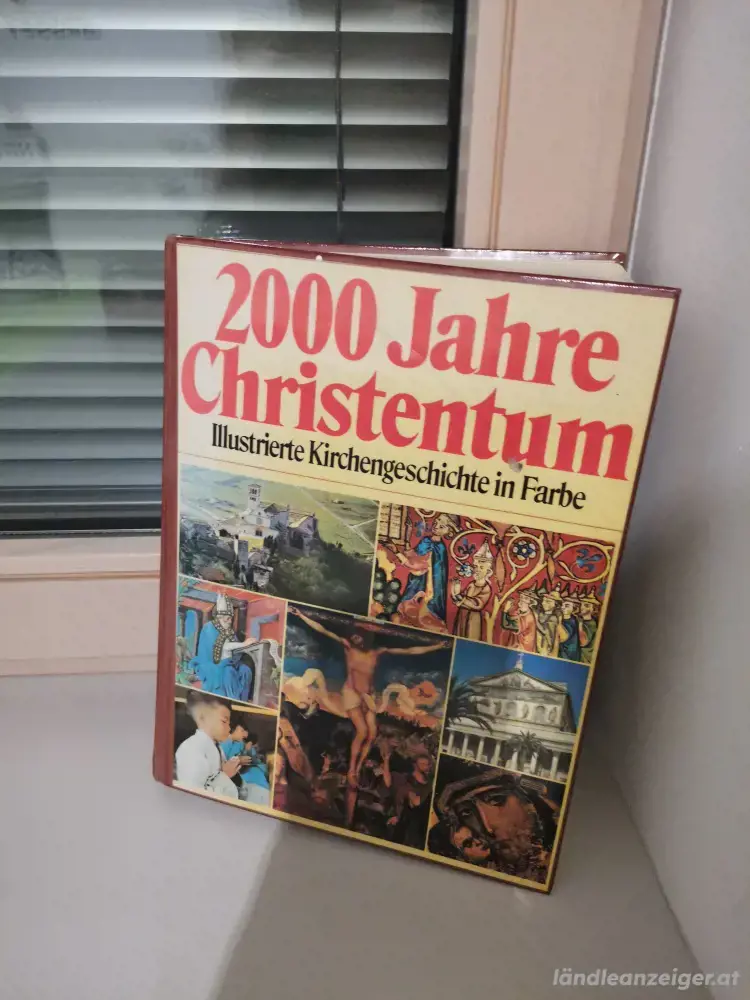 2000 Jahre
Christentum
Illustrierte Kirchengeschichte in Farbe
ländleanzeiger.at